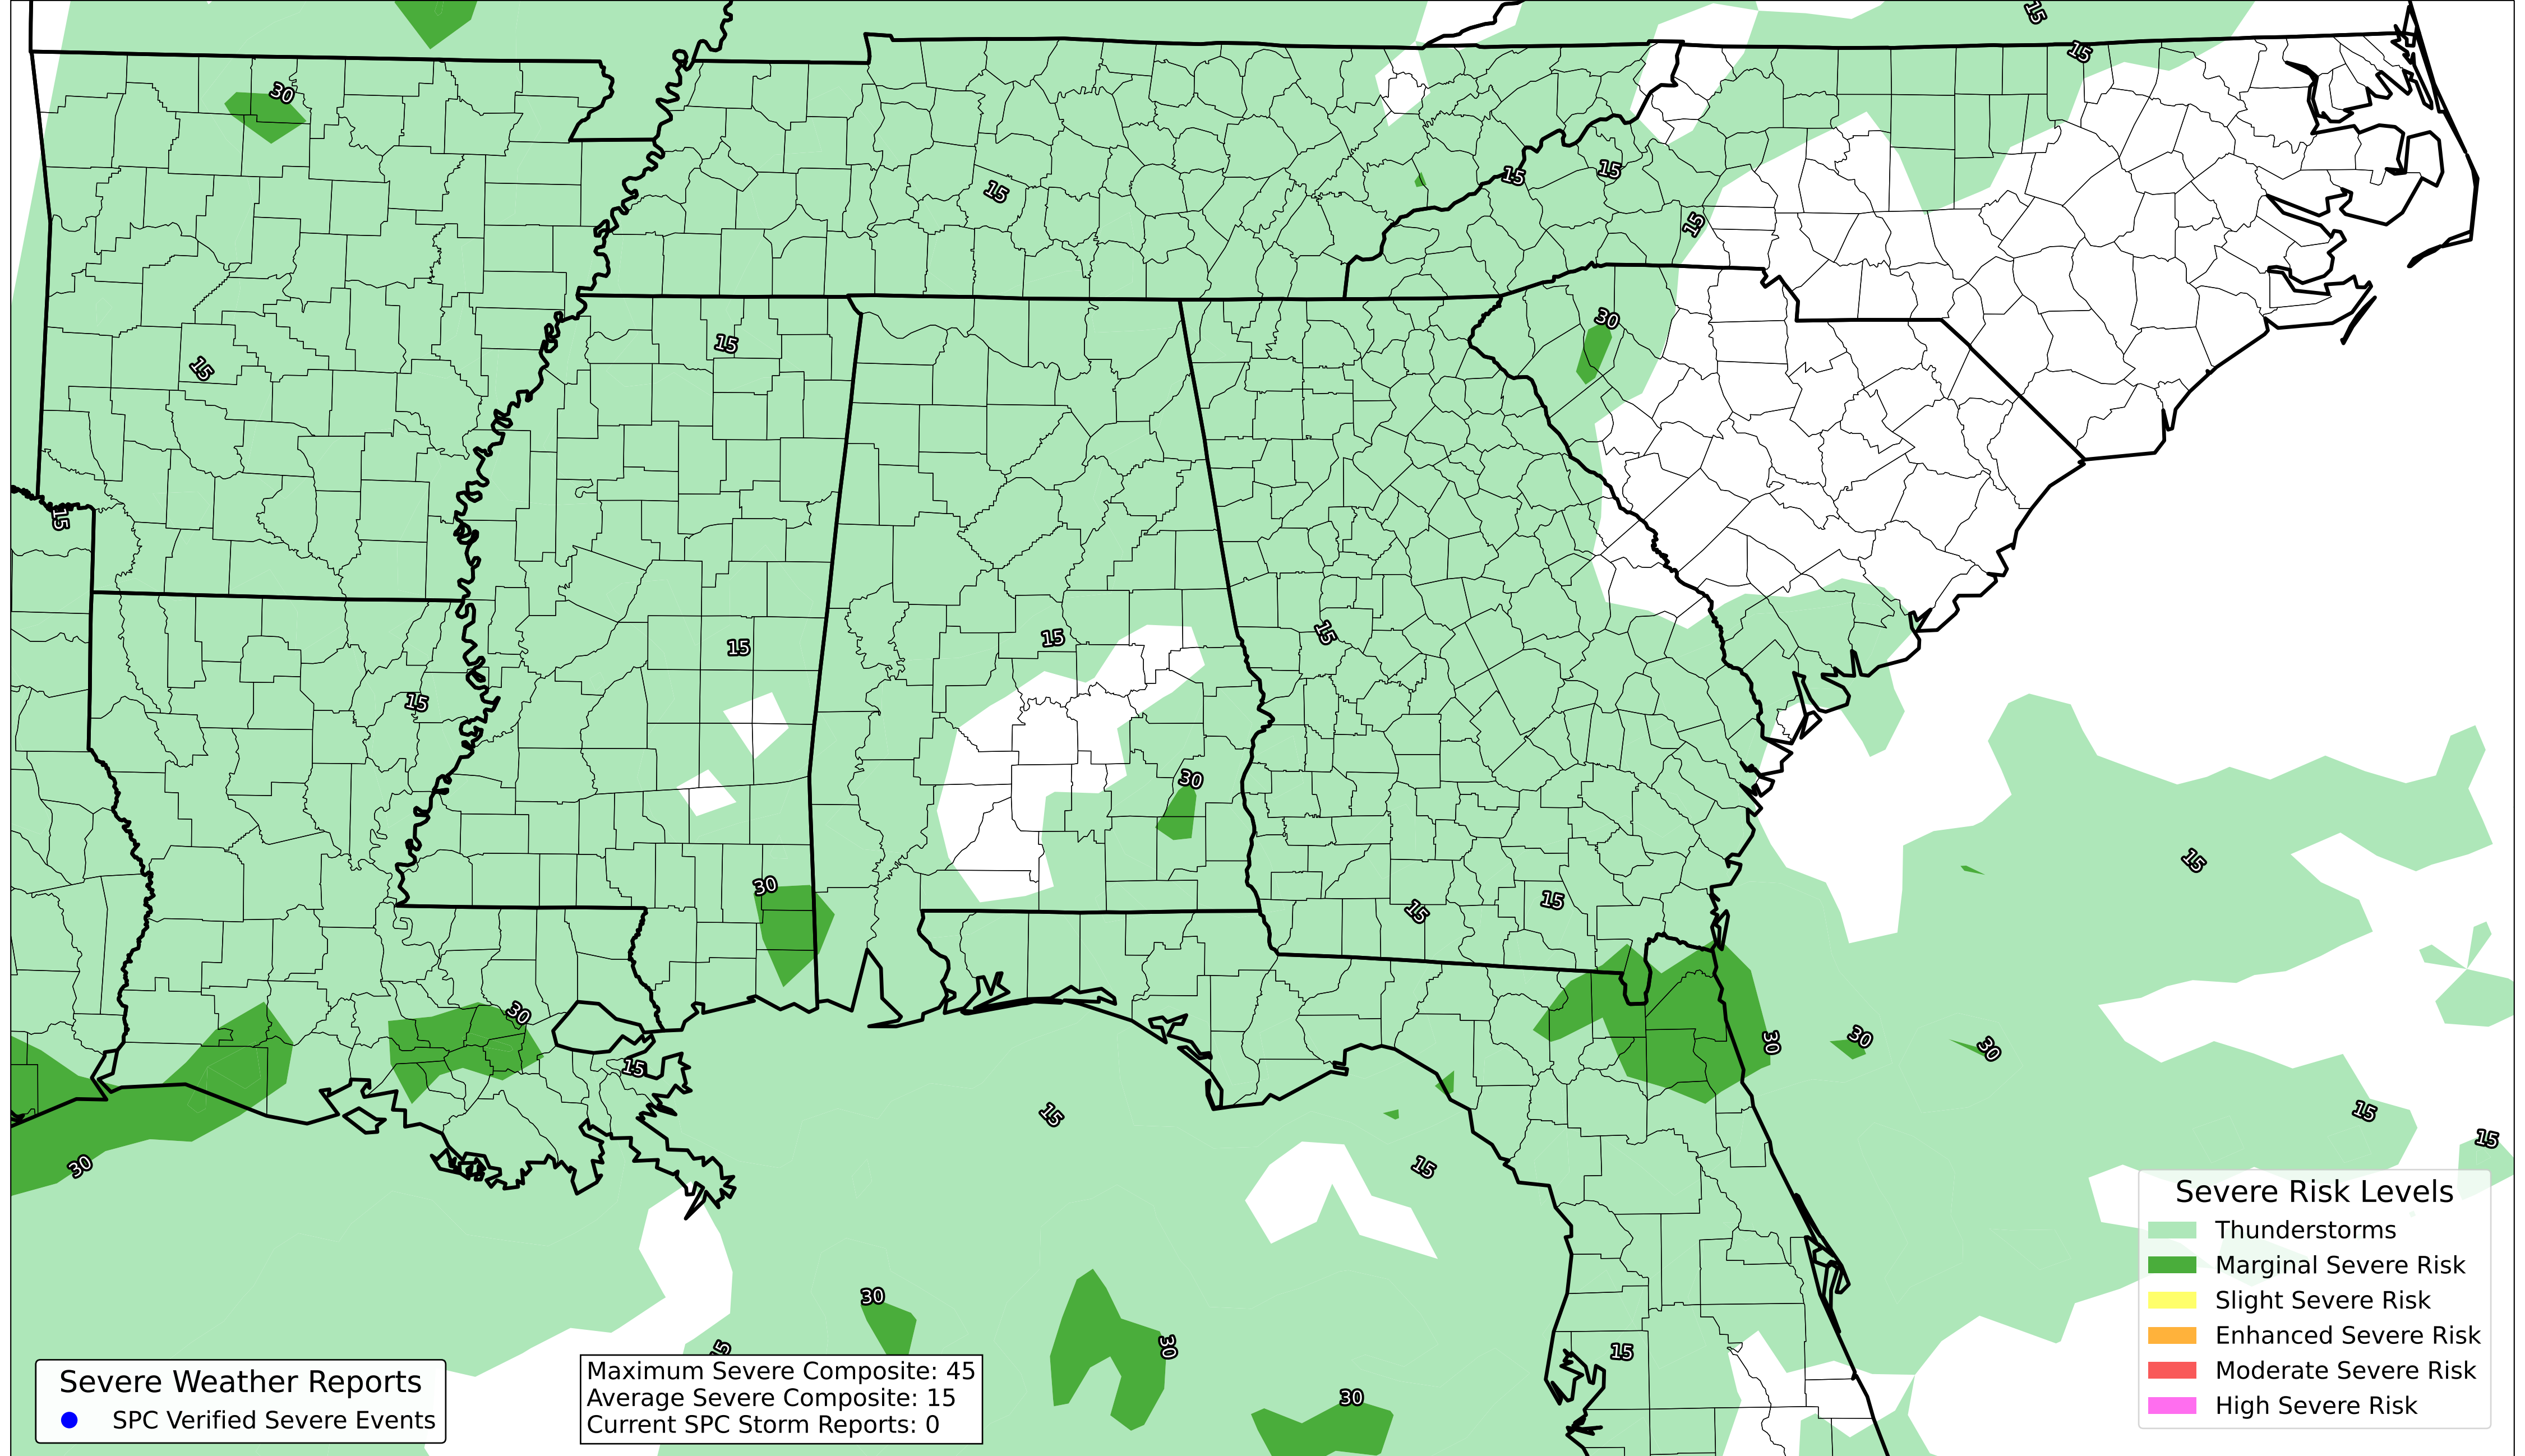 15
15
30
15
15
15
15
30
15
15
15
15
15
15
15
30
15
30
15
15
30
30
30
30
15
15
15
15
15
30
30
15
30
15
30
Severe Risk Levels
Thunderstorms
Marginal Severe Risk
Slight Severe Risk
Enhanced Severe Risk
Moderate Severe Risk
High Severe Risk
Severe Weather Reports
SPC Verified Severe Events
Maximum Severe Composite: 45
Average Severe Composite: 15
Current SPC Storm Reports: 0